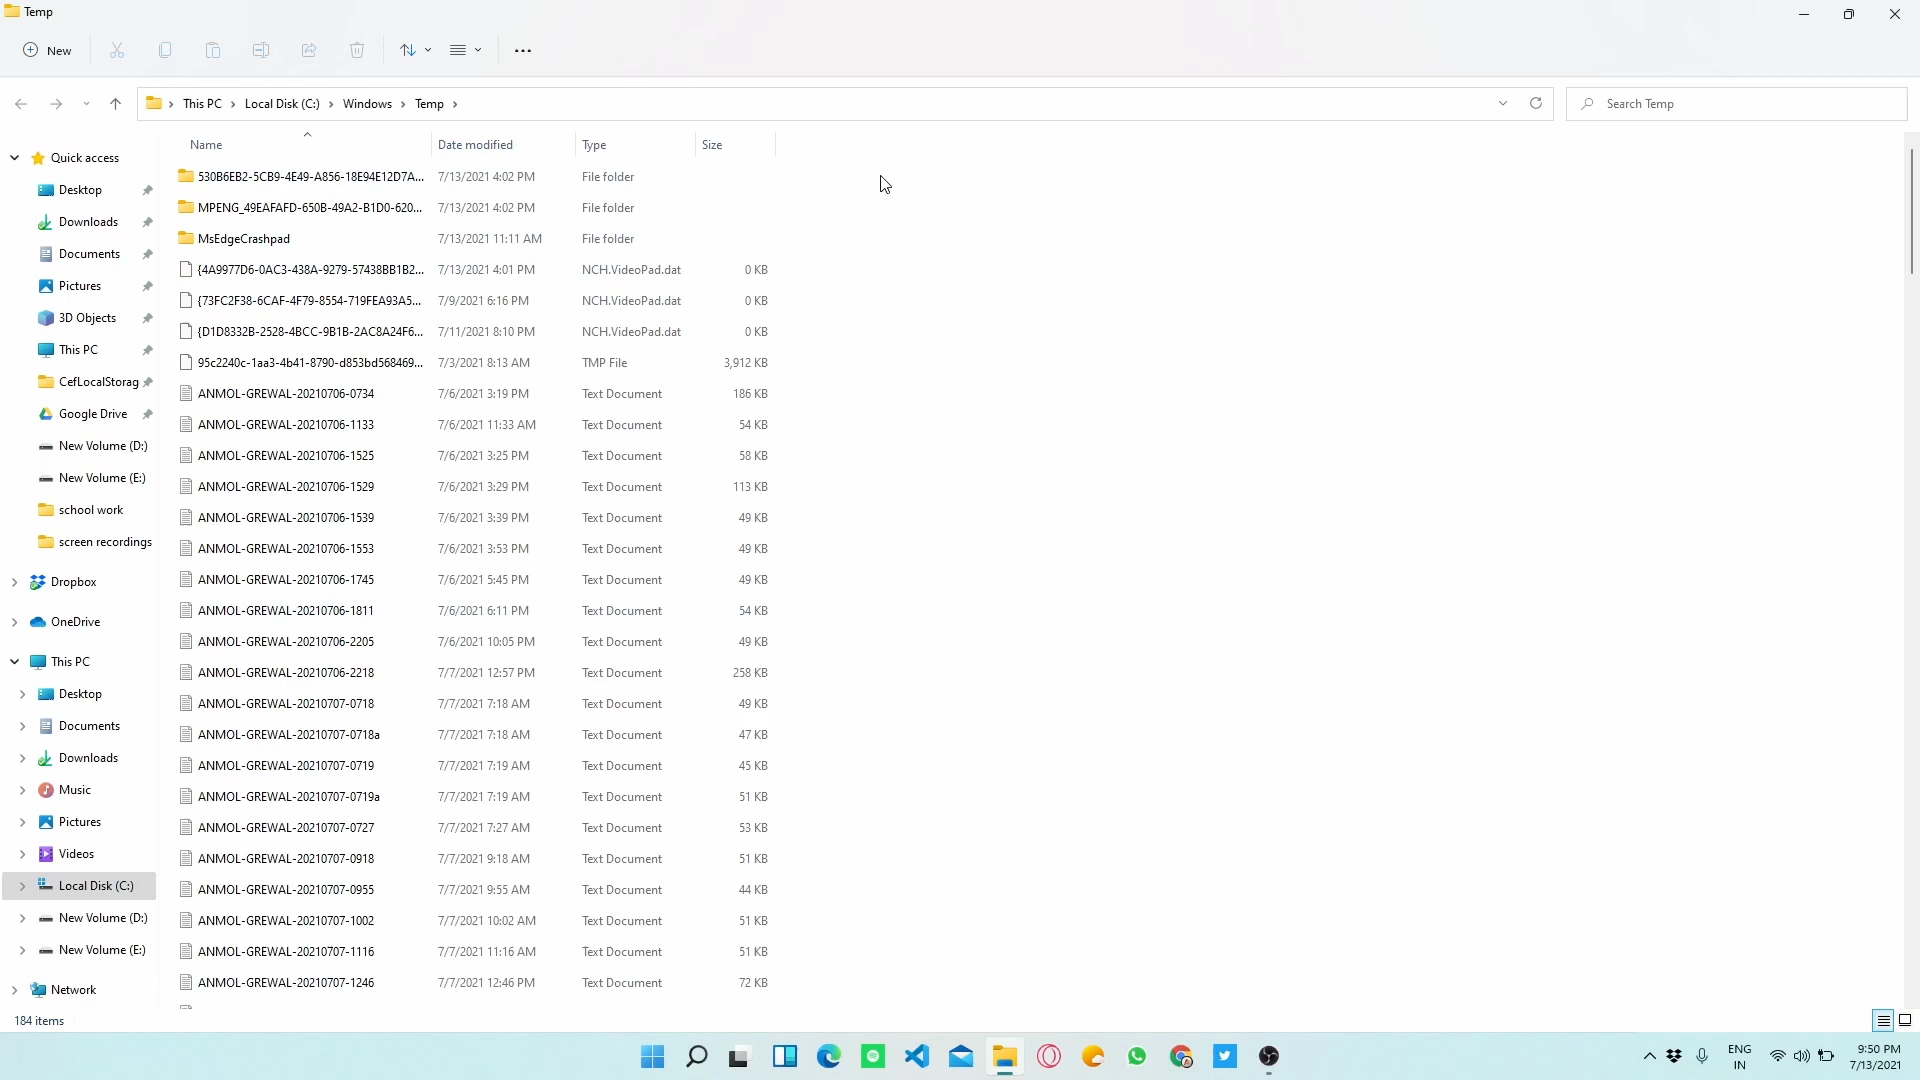 Temp
New
This PC Local Disk (C:) Windows Temp
Search Temp
Name Date modified Type Size
Quick access
Desktop
Downloads
Documents
Pictures
3D Objects
This PC
CefLocalStorag
Google Drive
New Volume (D:)
New Volume (E:)
school work
screen recordings
Dropbox
OneDrive
This PC
Desktop
Documents
Downloads
Music
Pictures
Videos
Local Disk (C:)
New Volume (D:)
New Volume (E:)
Network
530B6EB2-5CB9-4E49-A856-18E94E12D7A... 7/13/2021 4:02 PM File folder
MPENG_49EAFAFD-650B-49A2-B1D0-620... 7/13/2021 4:02 PM File folder
MsEdgeCrashpad 7/13/2021 11:11 AM File folder
{4A9977D6-0AC3-438A-9279-57438BB1B2... 7/13/2021 4:01 PM NCH.VideoPad.dat 0 KB
{73FC2F38-6CAF-4F79-8554-719FEA93A5... 7/9/2021 6:16 PM NCH.VideoPad.dat 0 KB
{D1D8332B-2528-4BCC-9B1B-2AC8A24F6... 7/11/2021 8:10 PM NCH.VideoPad.dat 0 KB
95c2240c-1aa3-4b41-8790-d853bd568469... 7/3/2021 8:13 AM TMP File 3,912 KB
ANMOL-GREWAL-20210706-0734 7/6/2021 3:19 PM Text Document 186 KB
ANMOL-GREWAL-20210706-1133 7/6/2021 11:33 AM Text Document 54 KB
ANMOL-GREWAL-20210706-1525 7/6/2021 3:25 PM Text Document 58 KB
ANMOL-GREWAL-20210706-1529 7/6/2021 3:29 PM Text Document 113 KB
ANMOL-GREWAL-20210706-1539 7/6/2021 3:39 PM Text Document 49 KB
ANMOL-GREWAL-20210706-1553 7/6/2021 3:53 PM Text Document 49 KB
ANMOL-GREWAL-20210706-1745 7/6/2021 5:45 PM Text Document 49 KB
ANMOL-GREWAL-20210706-1811 7/6/2021 6:11 PM Text Document 54 KB
ANMOL-GREWAL-20210706-2205 7/6/2021 10:05 PM Text Document 49 KB
ANMOL-GREWAL-20210706-2218 7/7/2021 12:57 PM Text Document 258 KB
ANMOL-GREWAL-20210707-0718 7/7/2021 7:18 AM Text Document 49 KB
ANMOL-GREWAL-20210707-0718a 7/7/2021 7:18 AM Text Document 47 KB
ANMOL-GREWAL-20210707-0719 7/7/2021 7:19 AM Text Document 45 KB
ANMOL-GREWAL-20210707-0719a 7/7/2021 7:19 AM Text Document 51 KB
ANMOL-GREWAL-20210707-0727 7/7/2021 7:27 AM Text Document 53 KB
ANMOL-GREWAL-20210707-0918 7/7/2021 9:18 AM Text Document 51 KB
ANMOL-GREWAL-20210707-0955 7/7/2021 9:55 AM Text Document 44 KB
ANMOL-GREWAL-20210707-1002 7/7/2021 10:02 AM Text Document 51 KB
ANMOL-GREWAL-20210707-1116 7/7/2021 11:16 AM Text Document 51 KB
ANMOL-GREWAL-20210707-1246 7/7/2021 12:46 PM Text Document 72 KB
184 items
ENG
IN
9:50 PM
7/13/2021